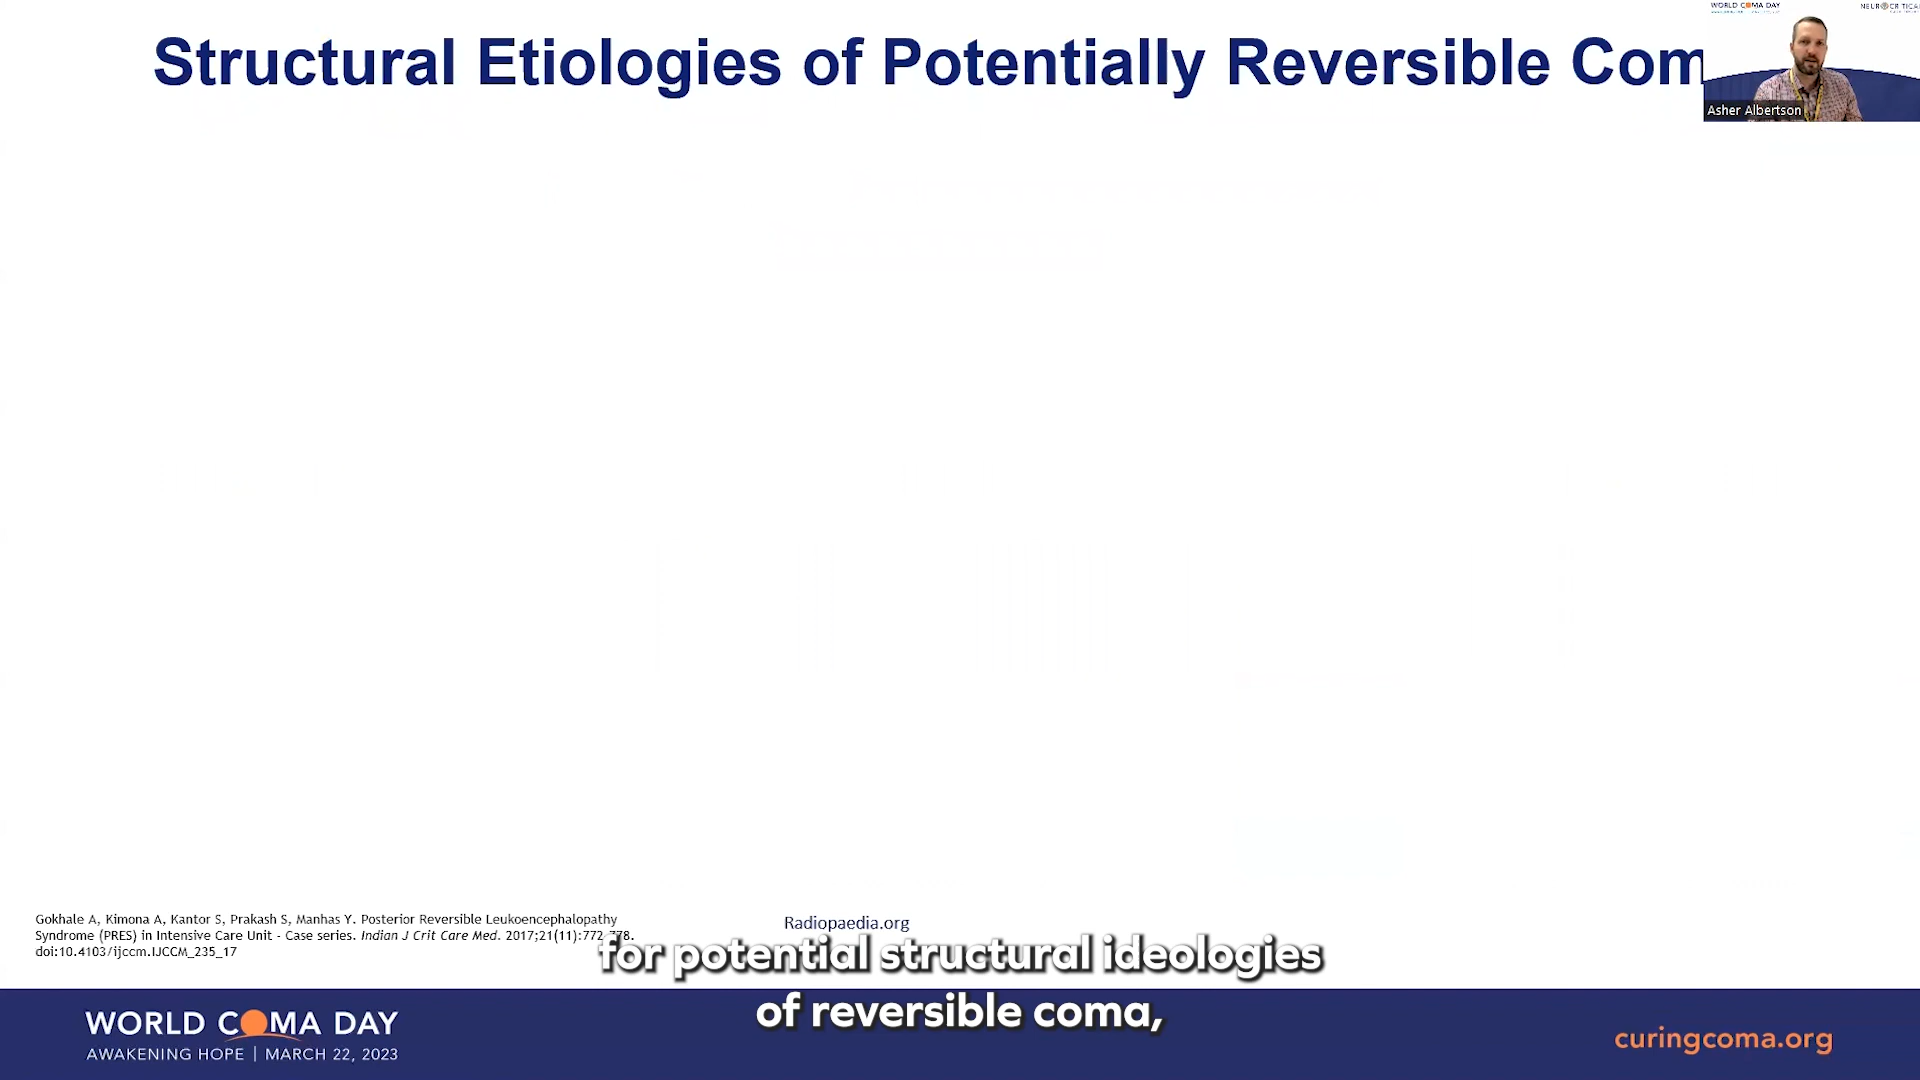 WORLD COMA DAY
Structural Etiologies of Potentially Reversible Com
Asher Albertson
Gokhale A, Kimona A, Kantor S, Prakash S, Manhas Y. Posterior Reversible Leukoencephalopathy
Syndrome (PRES) in Intensive Care Unit - Case series. Indian J Crit Care Med. 2017;21(11):772-778.
doi:10.4103/ijccm.IJCCM_235_17
Radiopaedia.org
for potential structural ideologies
of reversible coma,
WORLD COMA DAY
AWAKENING HOPE | MARCH 22, 2023
curingcoma.org